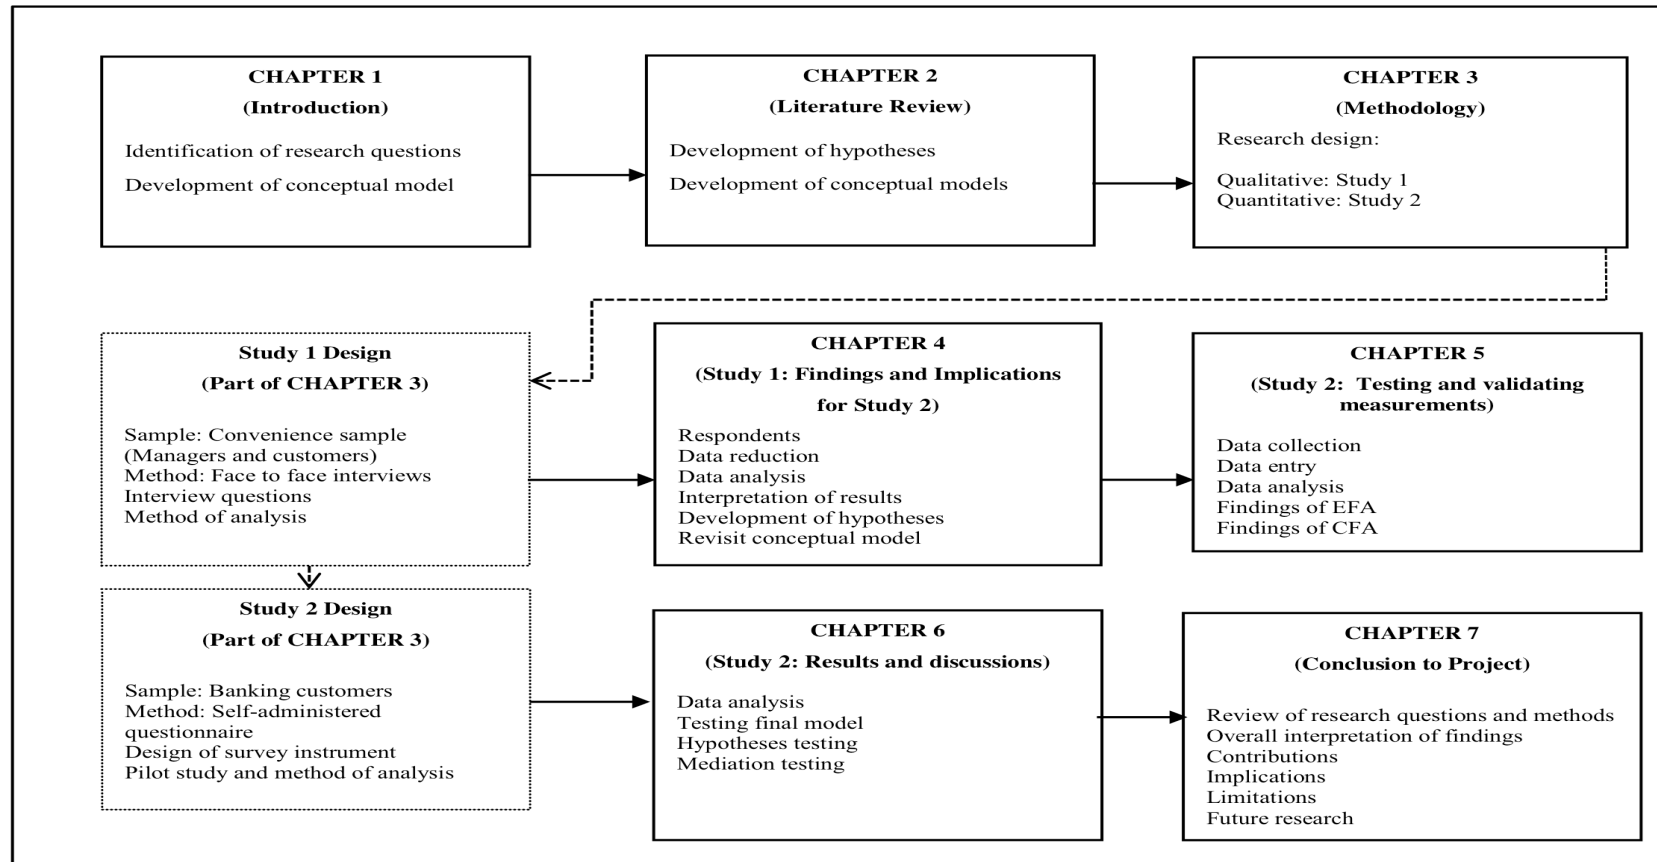 CHAPTER 1
(Introduction)
Identification of research questions
Development of conceptual model
CHAPTER 2
(Literature Review)
Development of hypotheses
Development of conceptual models
CHAPTER 3
(Methodology)
Research design:
Qualitative: Study 1
Quantitative: Study 2
Study 1 Design
(Part of CHAPTER 3)
Sample: Convenience sample
(Managers and customers)
Method: Face to face interviews
Interview questions
Method of analysis
CHAPTER 4
(Study 1: Findings and Implications
for Study 2)
Respondents
Data reduction
Data analysis
Interpretation of results
Development of hypotheses
Revisit conceptual model
CHAPTER 5
(Study 2:  Testing and validating
measurements)
Data collection
Data entry
Data analysis
Findings of EFA
Findings of CFA
Study 2 Design
(Part of CHAPTER 3)
Sample: Banking customers
Method: Self-administered
questionnaire
Design of survey instrument
Pilot study and method of analysis
CHAPTER 6
(Study 2: Results and discussions)
Data analysis
Testing final model
Hypotheses testing
Mediation testing
CHAPTER 7
(Conclusion to Project)
Review of research questions and methods
Overall interpretation of findings
Contributions
Implications
Limitations
Future research